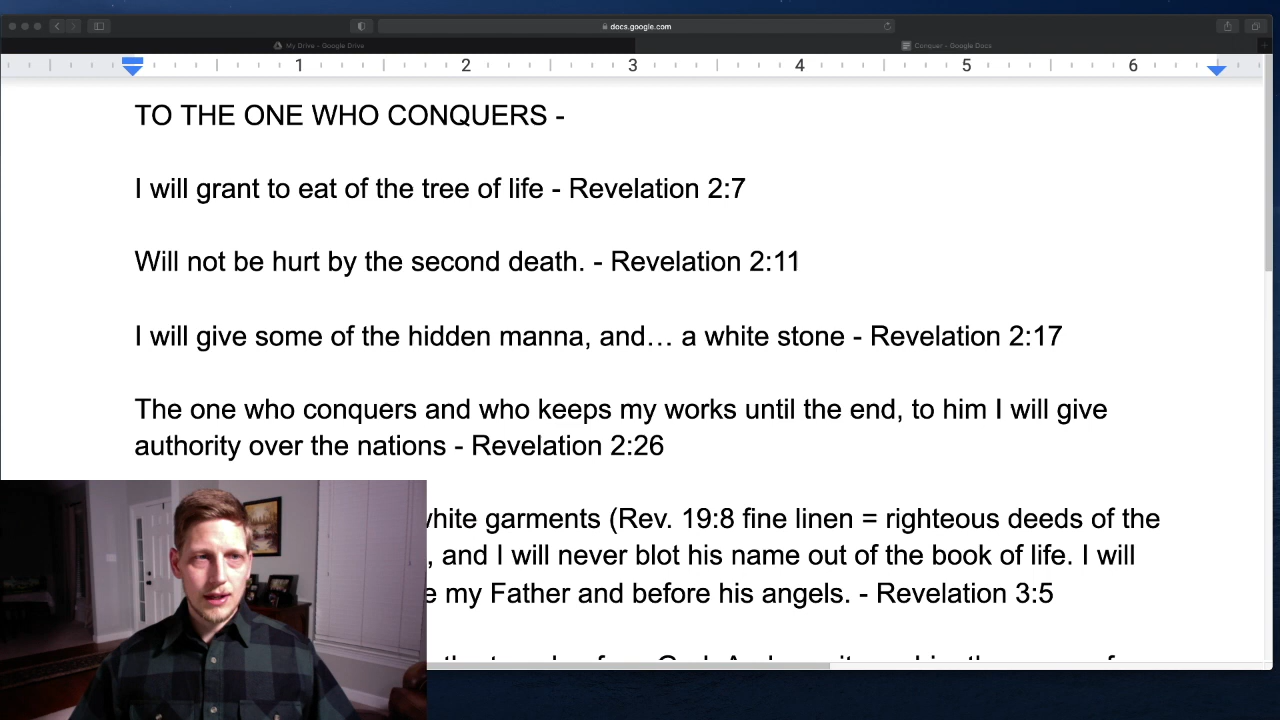 docs.google.com
My Drive - Google Drive
Conquer - Google Docs
1 2 3 4 5 6
TO THE ONE WHO CONQUERS -
I will grant to eat of the tree of life - Revelation 2:7
Will not be hurt by the second death. - Revelation 2:11
I will give some of the hidden manna, and… a white stone - Revelation 2:17
The one who conquers and who keeps my works until the end, to him I will give
authority over the nations - Revelation 2:26
white garments (Rev. 19:8 fine linen = righteous deeds of the
, and I will never blot his name out of the book of life. I will
e my Father and before his angels. - Revelation 3:5